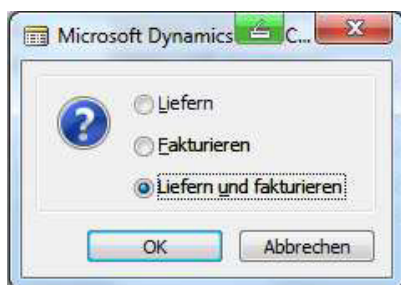 Microsoft Dynamics C...
Liefern
Fakturieren
Liefern und fakturieren
OK
Abbrechen